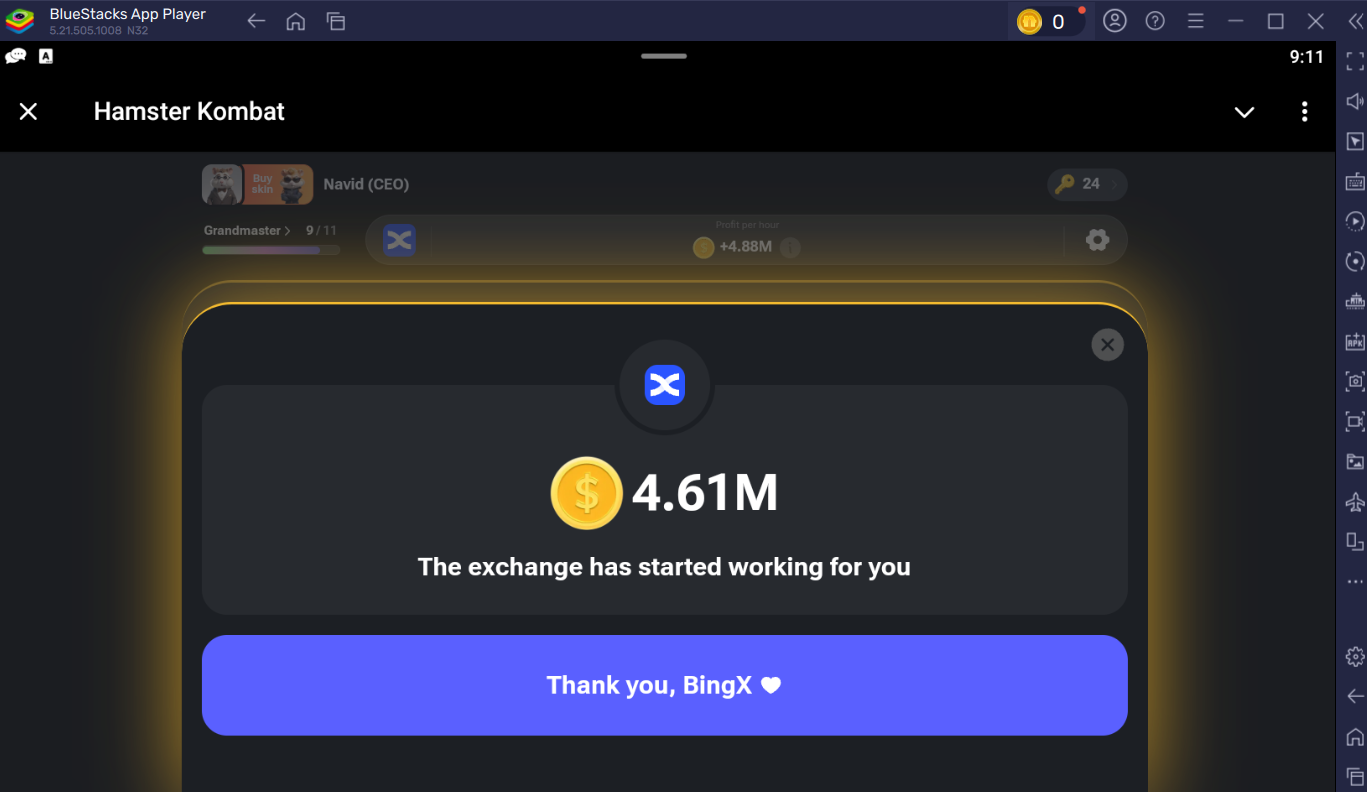 BlueStacks App Player
5.21.505.1008 N32
0
9:11
Hamster Kombat
Buy
skin
Navid (CEO)
24
Grandmaster
9 / 11
Profit per hour
+4.88M
4.61M
The exchange has started working for you
Thank you, BingX